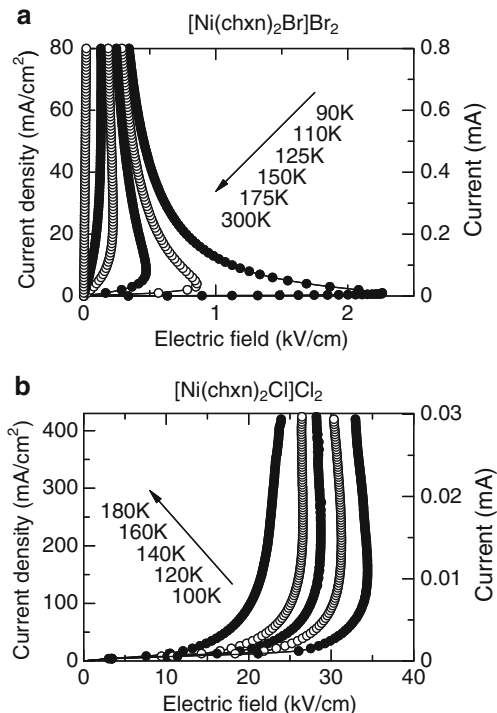 a
[Ni(chxn)₂Br]Br₂
80
60
40
20
0
Current density (mA/cm²)
0.8
0.6
0.4
0.2
0
Current (mA)
90K
110K
125K
150K
175K
300K
0 1 2
Electric field (kV/cm)
b
[Ni(chxn)₂Cl]Cl₂
400
300
200
100
0
Current density (mA/cm²)
0.03
0.02
0.01
0
Current (mA)
180K
160K
140K
120K
100K
0 10 20 30 40
Electric field (kV/cm)